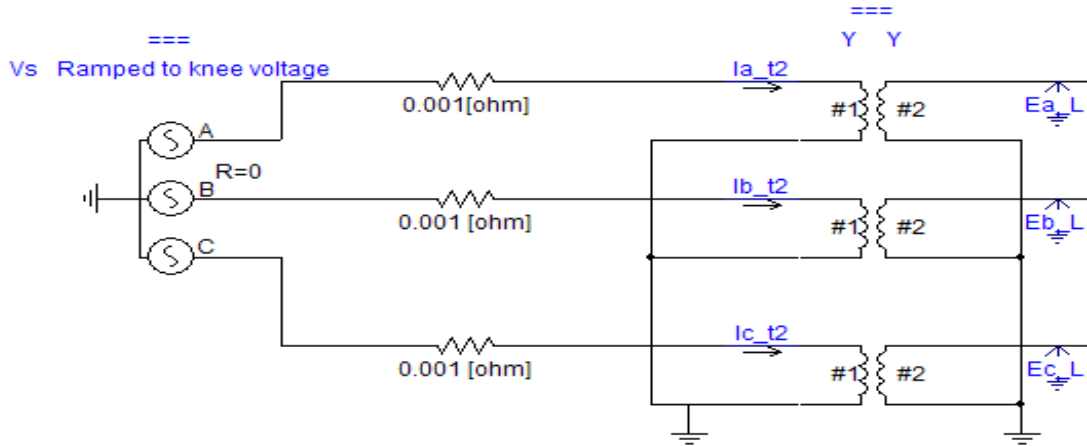 ===
===
Y Y
Vs Ramped to knee voltage
Ia_t2
0.001[ohm]
#1
#2
Ea_L
A
R=0
B
Ib_t2
0.001 [ohm]
#1
#2
Eb_L
C
Ic_t2
0.001 [ohm]
#1
#2
Ec_L